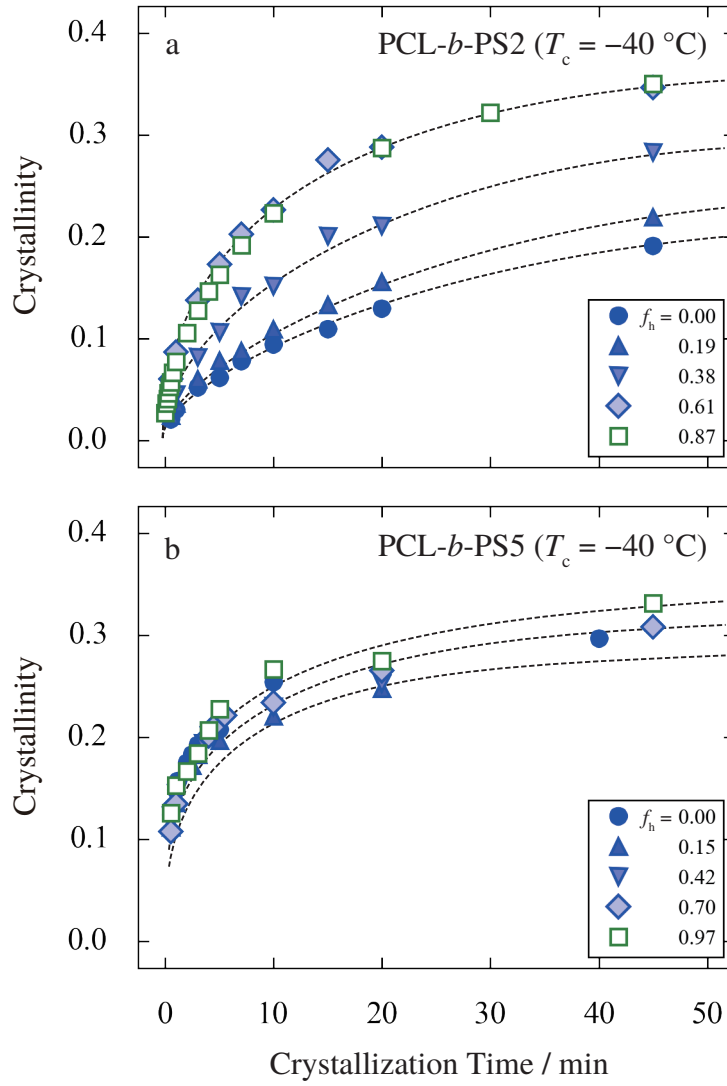 a PCL-b-PS2 (Tc = −40 °C)
0.4
0.3
0.2
0.1
0.0
Crystallinity
fh = 0.00
0.19
0.38
0.61
0.87
b PCL-b-PS5 (Tc = −40 °C)
0.4
0.3
0.2
0.1
0.0
Crystallinity
fh = 0.00
0.15
0.42
0.70
0.97
0 10 20 30 40 50
Crystallization Time / min